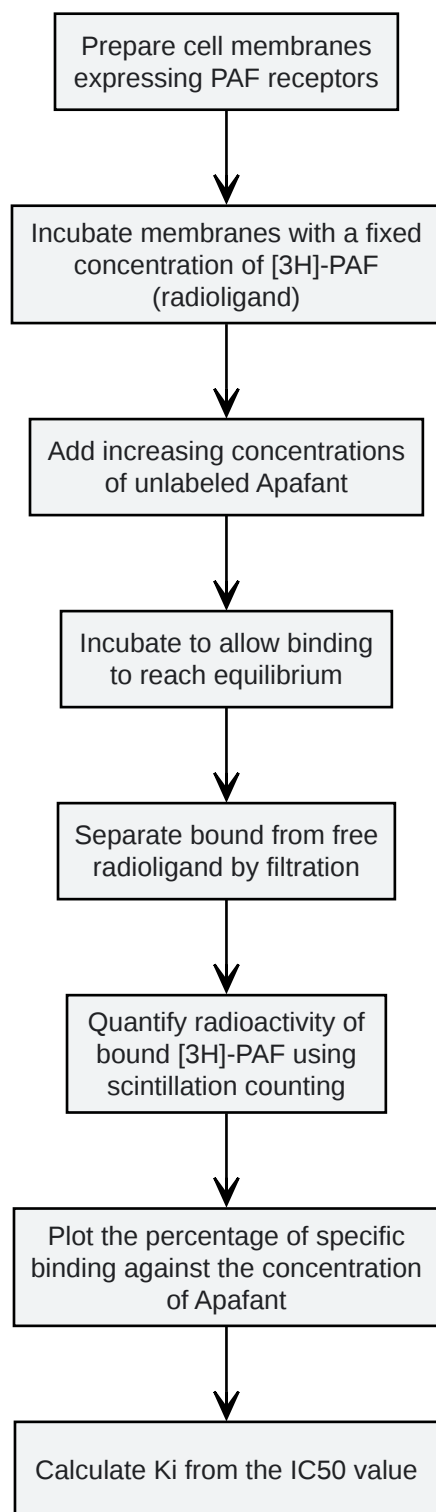 Prepare cell membranes
expressing PAF receptors
Incubate membranes with a fixed
concentration of [3H]-PAF
(radioligand)
Add increasing concentrations
of unlabeled Apafant
Incubate to allow binding
to reach equilibrium
Separate bound from free
radioligand by filtration
Quantify radioactivity of
bound [3H]-PAF using
scintillation counting
Plot the percentage of specific
binding against the concentration
of Apafant
Calculate Ki from the IC50 value